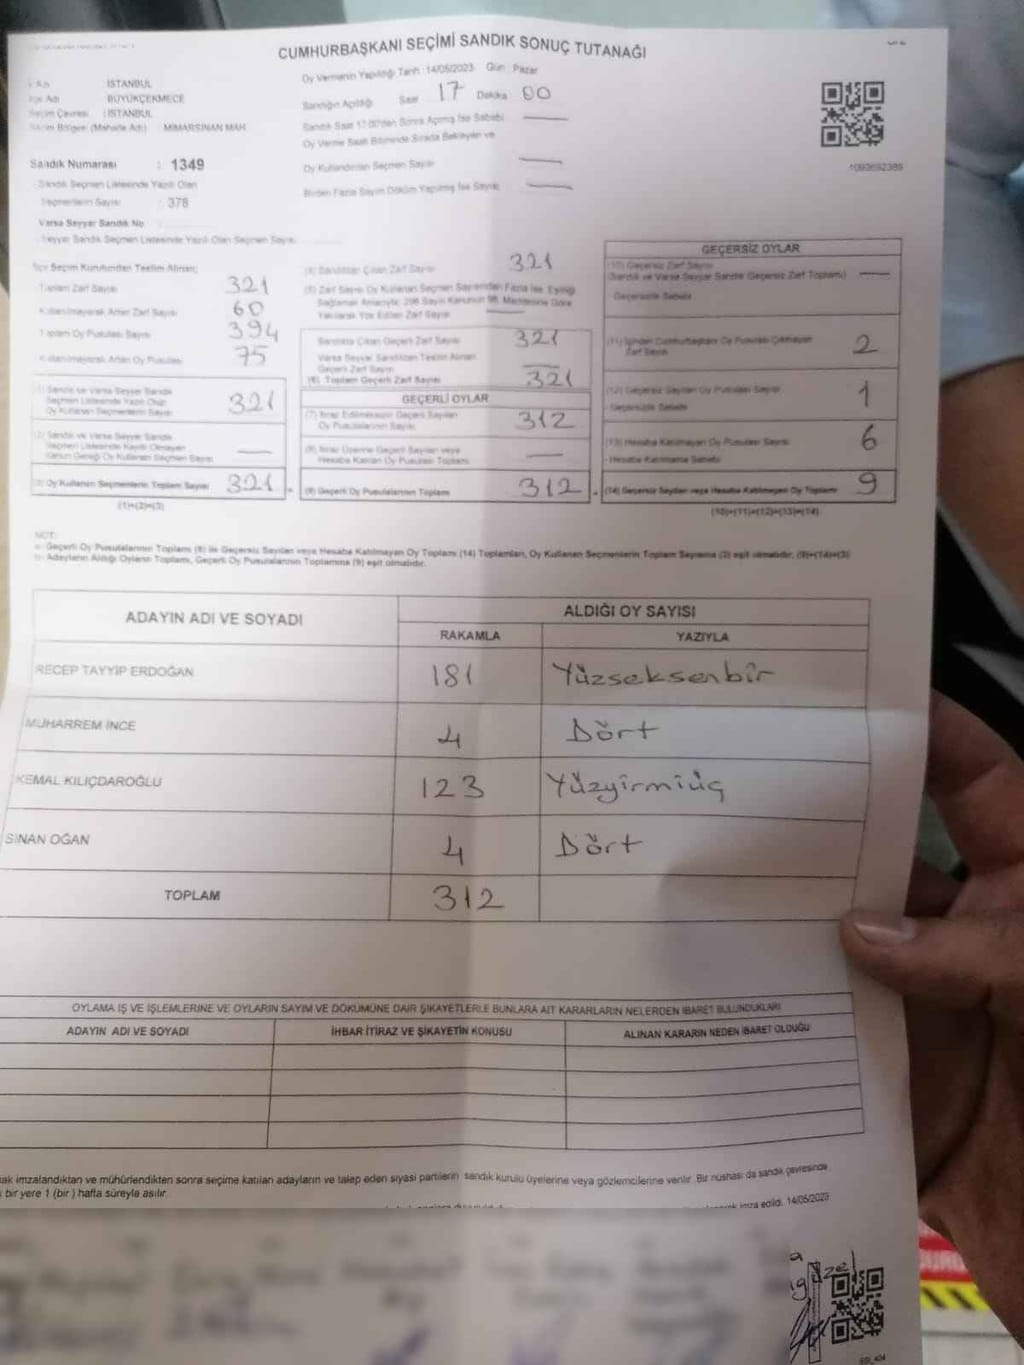 CUMHURBAŞKANI SEÇİMİ SANDIK SONUÇ TUTANAĞI
Oy Vermenin Yapıldığı Tarih :14/05/2023 Gün : Pazar
İSTANBUL
Adı BÜYÜKÇEKMECE
Seçim Çevresi : İSTANBUL
Seçim Bölgesi (Mahalle Adı) MİMARSİNAN MAH.
Sandığın Açıldığı Saat 17 Dakika 00
Sandık Saat 17:00'den Sonra Açılmış İse Sebebi
Oy Verme Saati Bitiminde Sırada Bekleyen ve
Oy Kullandırılan Seçmen Sayısı
Birden Fazla Sayım Döküm Yapılmış İse Sayısı
1093692389
Sandık Numarası : 1349
Sandık Seçmen Listesinde Yazılı Olan
Seçmenlerin Sayısı : 378
Varsa Seyyar Sandık No
Seyyar Sandık Seçmen Listesinde Yazılı Olan Seçmen Sayısı
İlçe Seçim Kurulundan Teslim Alınan;
Toplam Zarf Sayısı 321
Kullanılmayarak Artan Zarf Sayısı 60
Toplam Oy Pusulası Sayısı 394
Kullanılmayarak Artan Oy Pusulası 75
(1) Sandık ve Varsa Seyyar Sandık
Seçmen Listesinde Yazılı Olup
Oy Kullanan Seçmenlerin Sayısı 321
(2) Sandık ve Varsa Seyyar Sandık
Seçmen Listesinde Kayıtlı Olmayan
Kanun Gereği Oy Kullanan Seçmen Sayısı
(3) Oy Kullanan Seçmenlerin Toplam Sayısı 321
(1)+(2)=(3)
(4) Sandıktan Çıkan Zarf Sayısı 321
(5) Zarf Sayısı Oy Kullanan Seçmen Sayısından Fazla İse, Eşitliği
Sağlamak Amacıyla; 298 Sayılı Kanunun 98. Maddesine Göre
Yakılarak Yok Edilen Zarf Sayısı
Sandıkta Çıkan Geçerli Zarf Sayısı 321
Varsa Seyyar Sandıktan Teslim Alınan
Geçerli Zarf Sayısı
(6) Toplam Geçerli Zarf Sayısı 321
GEÇERLİ OYLAR
(7) İtiraz Edilmeksizin Geçerli Sayılan
Oy Pusulalarının Sayısı 312
(8) İtiraz Üzerine Geçerli Sayılan veya
Hesaba Katılan Oy Pusulası Toplamı
(9) Geçerli Oy Pusulalarının Toplamı 312
GEÇERSİZ OYLAR
(10) Geçersiz Zarf Sayısı
(Sandık ve Varsa Seyyar Sandık Geçersiz Zarf Toplamı)
- Geçersizlik Sebebi
(11) İçinden Cumhurbaşkanı Oy Pusulası Çıkmayan
Zarf Sayısı 2
(12) Geçersiz Sayılan Oy Pusulası Sayısı 1
- Geçersizlik Sebebi
(13) Hesaba Katılmayan Oy Pusulası Sayısı 6
- Hesaba Katılmama Sebebi
(14) Geçersiz Sayılan veya Hesaba Katılmayan Oy Toplamı 9
(10)+(11)+(12)+(13)=(14)
NOT:
a- Geçerli Oy Pusulalarının Toplamı (9) ile Geçersiz Sayılan veya Hesaba Katılmayan Oy Toplamı (14) Toplamları, Oy Kullanan Seçmenlerin Toplam Sayısına (3) eşit olmalıdır. (9)+(14)=(3)
b- Adayların Aldığı Oyların Toplamı, Geçerli Oy Pusulalarının Toplamına (9) eşit olmalıdır.
ADAYIN ADI VE SOYADI ALDIĞI OY SAYISI
RAKAMLA YAZIYLA
RECEP TAYYİP ERDOĞAN 181 Yüzseksenbir
MUHARREM İNCE 4 Dört
KEMAL KILIÇDAROĞLU 123 Yüzyirmiüç
SİNAN OĞAN 4 Dört
TOPLAM 312
OYLAMA İŞ VE İŞLEMLERİNE VE OYLARIN SAYIM VE DÖKÜMÜNE DAİR ŞİKAYETLERLE BUNLARA AİT KARARLARIN NELERDEN İBARET BULUNDUKLARI
ADAYIN ADI VE SOYADI İHBAR İTİRAZ VE ŞİKAYETİN KONUSU ALINAN KARARIN NEDEN İBARET OLDUĞU
ak imzalandıktan ve mühürlendikten sonra seçime katılan adayların ve talep eden siyasi partilerin sandık kurulu üyelerine veya gözlemcilerine verilir. Bir nüshası da sandık çevresinde
bir yere 1 (bir) hafta süreyle asılır.
imza edildi. 14/05/2023